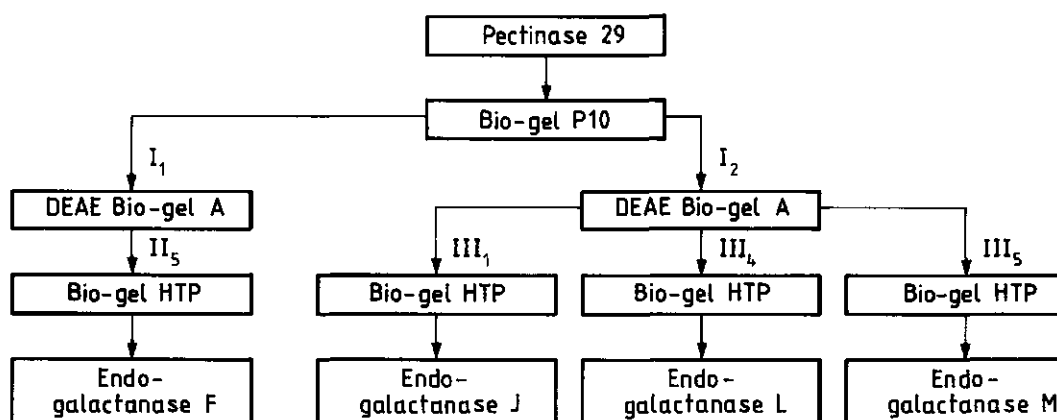 Pectinase 29
Bio-gel P10
I₁
I₂
DEAE Bio-gel A
DEAE Bio-gel A
II₅
III₁
III₄
III₅
Bio-gel HTP
Bio-gel HTP
Bio-gel HTP
Bio-gel HTP
Endo-
galactanase F
Endo-
galactanase J
Endo-
galactanase L
Endo-
galactanase M